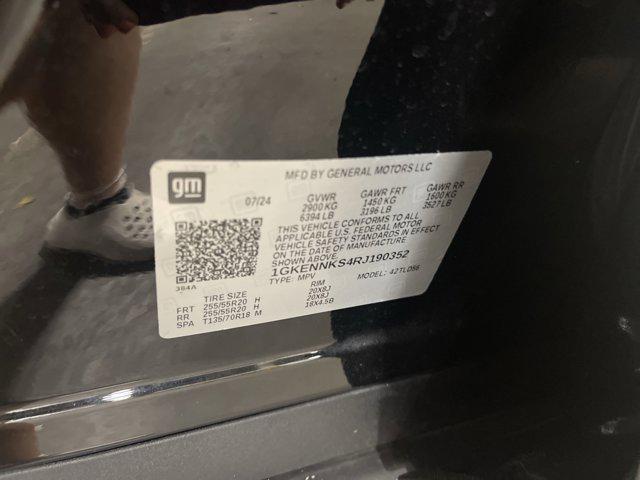 gm
MFD BY GENERAL MOTORS LLC
07/24 GVWR GAWR FRT GAWR RR
2900 KG 1450 KG 1600 KG
6394 LB 3196 LB 3527 LB
THIS VEHICLE CONFORMS TO ALL
APPLICABLE U.S. FEDERAL MOTOR
VEHICLE SAFETY STANDARDS IN EFFECT
ON THE DATE OF MANUFACTURE
SHOWN ABOVE.
1GKENNKS4RJ190352
TYPE: MPV MODEL:
384A
TIRE SIZE RIM
FRT 255/55R20 H 20X8J
RR 255/55R20 H 20X8J
SPA T135/70R18 M 18X4.5B